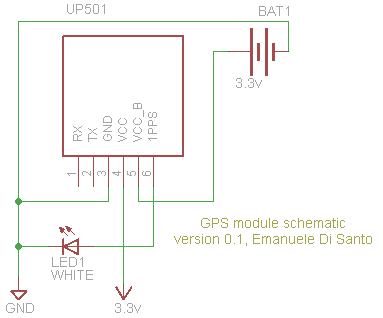 UP501
BAT1
3.3v
RX
TX
GND
VCC
VCC_B
1PPS
1
2
3
4
5
6
GPS module schematic
version 0.1, Emanuele Di Santo
LED1
WHITE
GND
3.3v